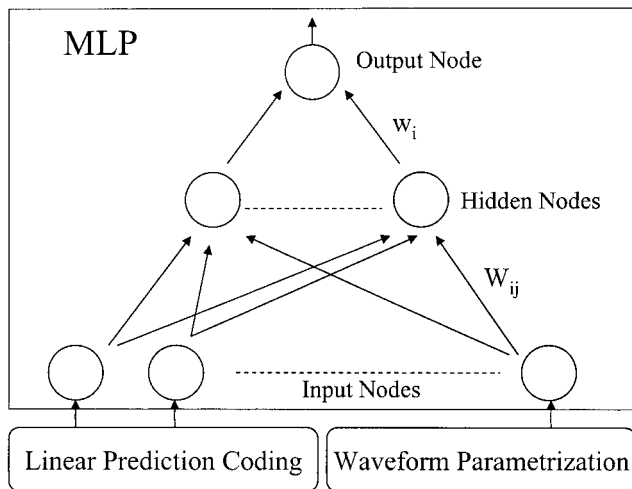 MLP
Output Node
w_i
Hidden Nodes
W_ij
Input Nodes
Linear Prediction Coding
Waveform Parametrization